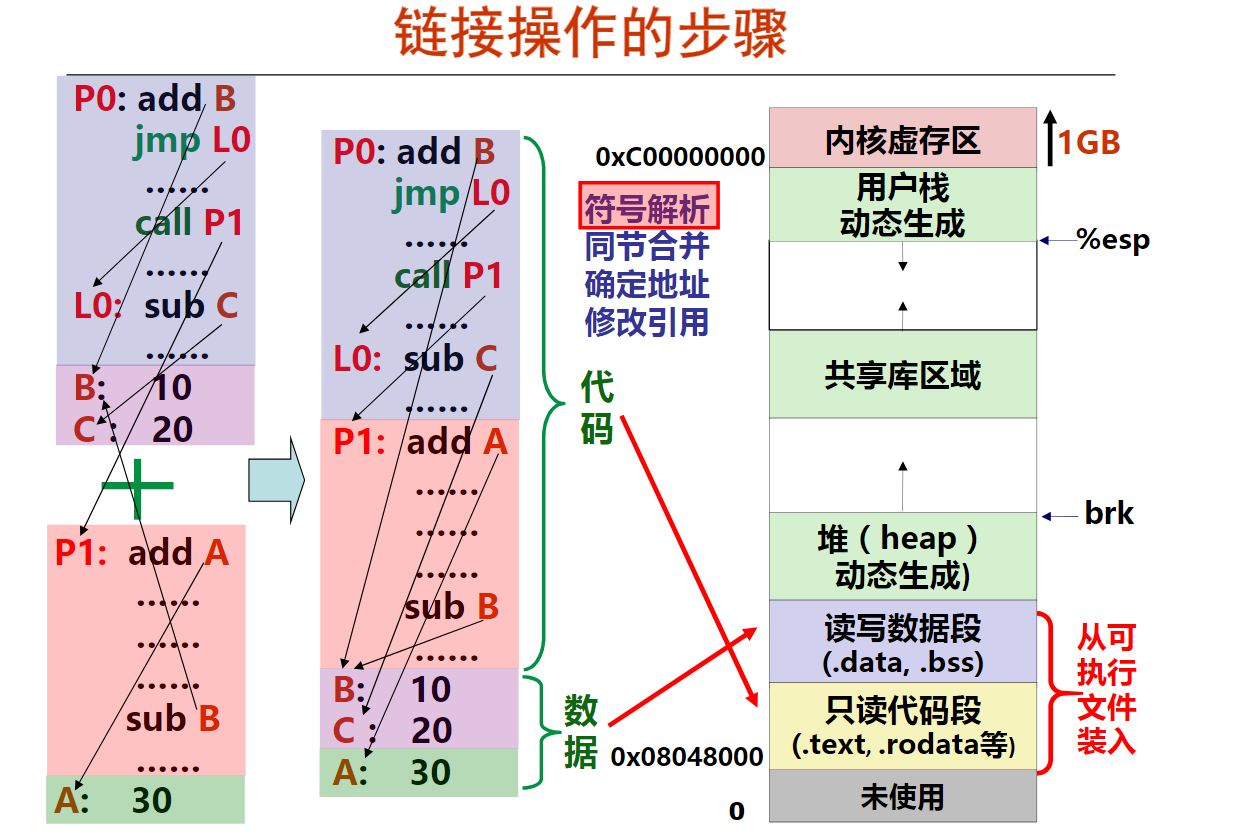 链接操作的步骤
P0: add B
jmp L0
......
call P1
......
L0: sub C
......
B: 10
C : 20
+
P1: add A
......
......
......
sub B
......
A: 30
P0: add B
jmp L0
......
call P1
......
L0: sub C
......
P1: add A
......
......
......
sub B
......
B: 10
C : 20
A: 30
代
码
数
据
符号解析
同节合并
确定地址
修改引用
0xC00000000
0x08048000
0
内核虚存区
用户栈
动态生成
共享库区域
堆（heap）
动态生成)
读写数据段
(.data, .bss)
只读代码段
(.text, .rodata等)
未使用
1GB
%esp
brk
从可
执行
文件
装入